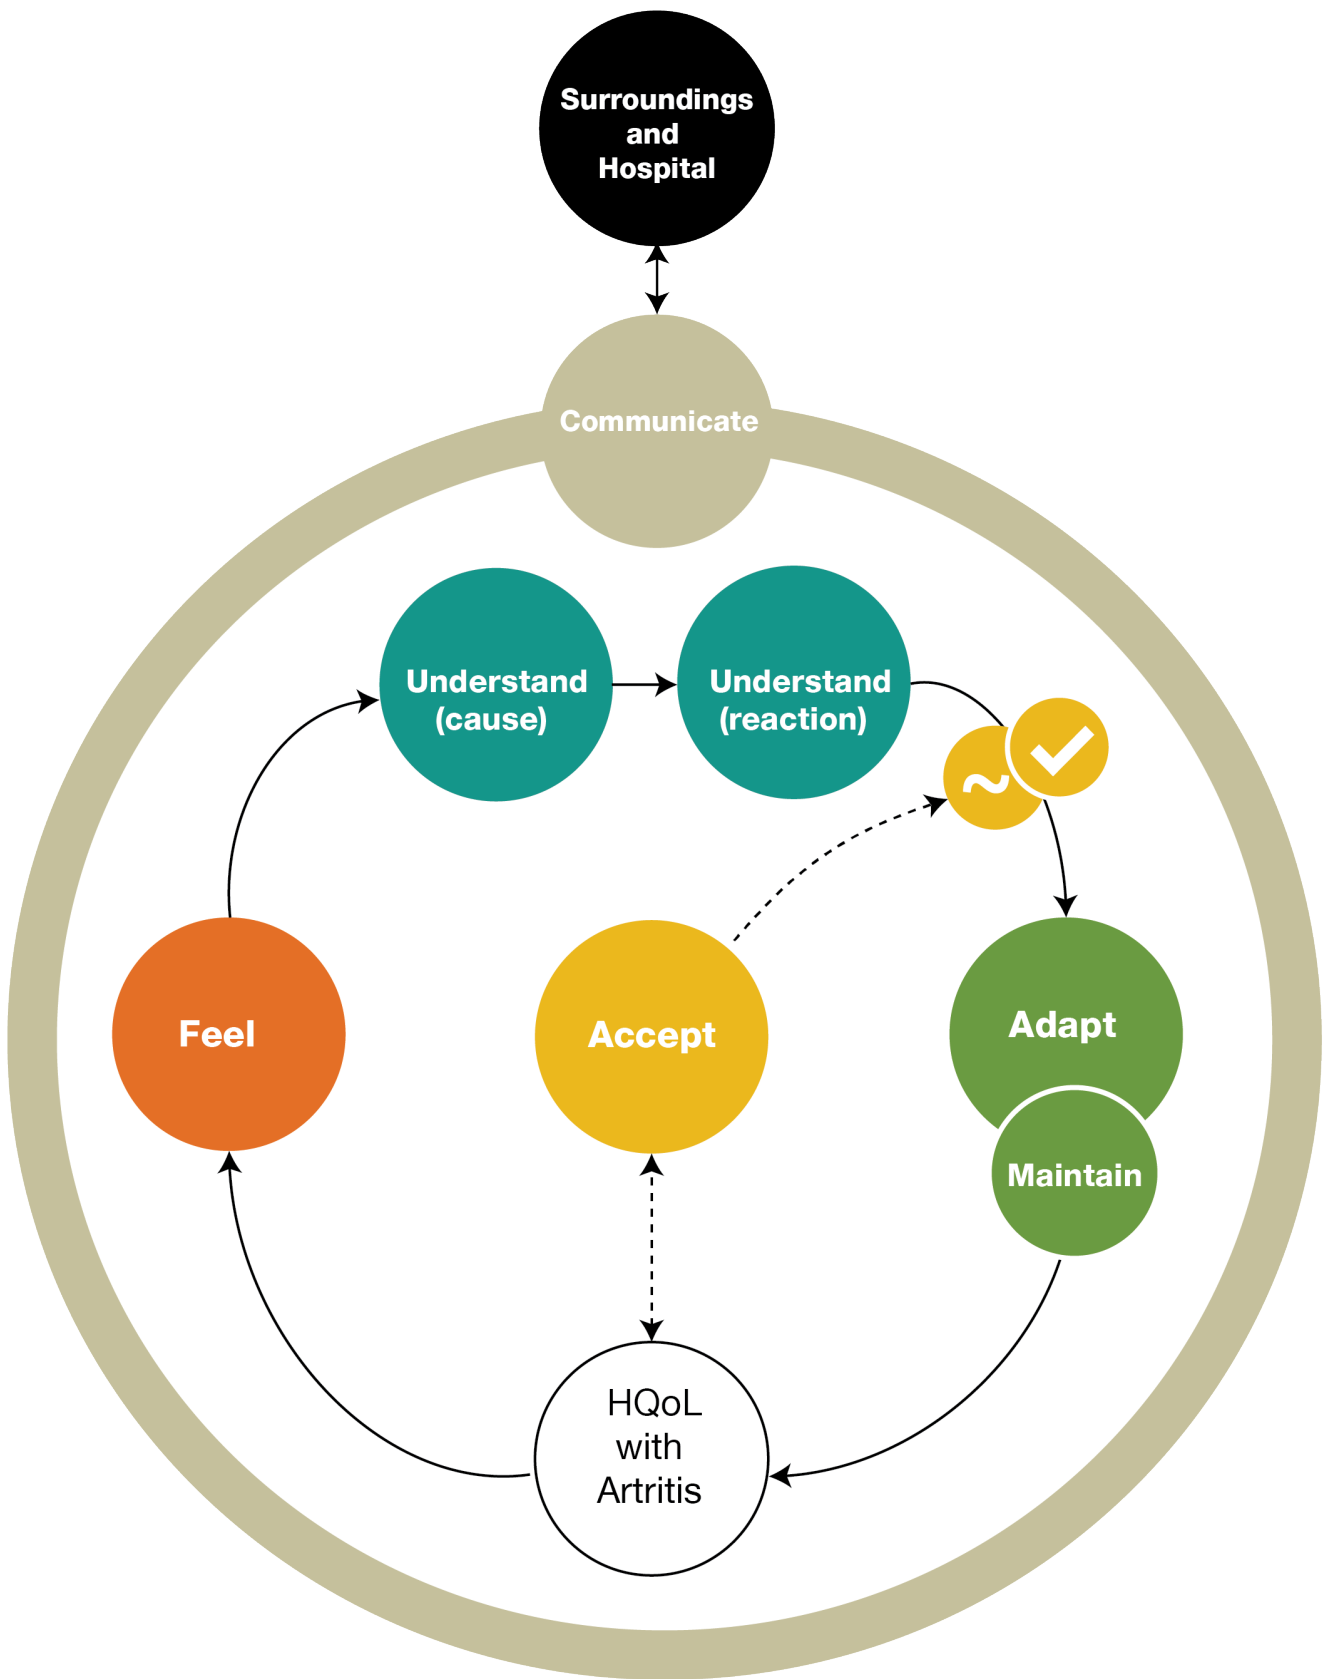 Surroundings
and
Hospital
Communicate
Understand
(cause)
Understand
(reaction)
~
Feel
Accept
Adapt
Maintain
HQoL
with
Artritis